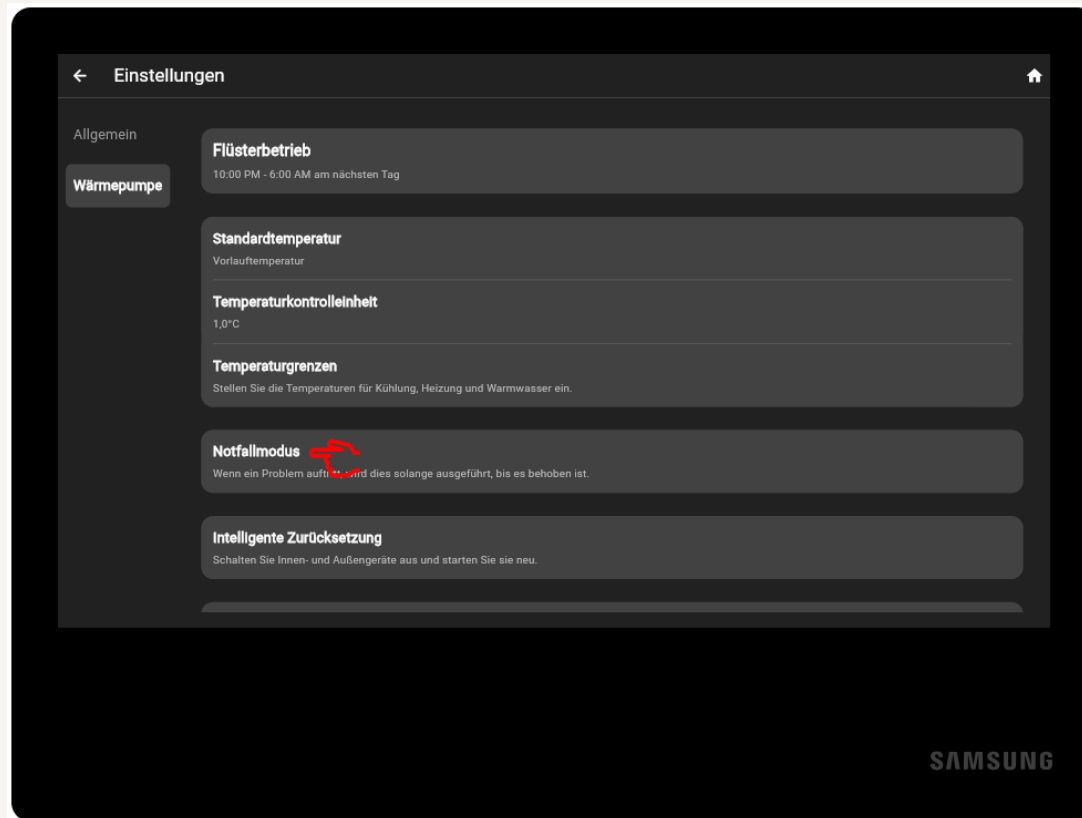 Einstellungen
Allgemein
Wärmepumpe
Flüsterbetrieb
10:00 PM - 6:00 AM am nächsten Tag
Standardtemperatur
Vorlauftemperatur
Temperaturkontrolleinheit
1,0°C
Temperaturgrenzen
Stellen Sie die Temperaturen für Kühlung, Heizung und Warmwasser ein.
Notfallmodus
Wenn ein Problem auftritt, wird dies solange ausgeführt, bis es behoben ist.
Intelligente Zurücksetzung
Schalten Sie Innen- und Außengeräte aus und starten Sie sie neu.
SAMSUNG